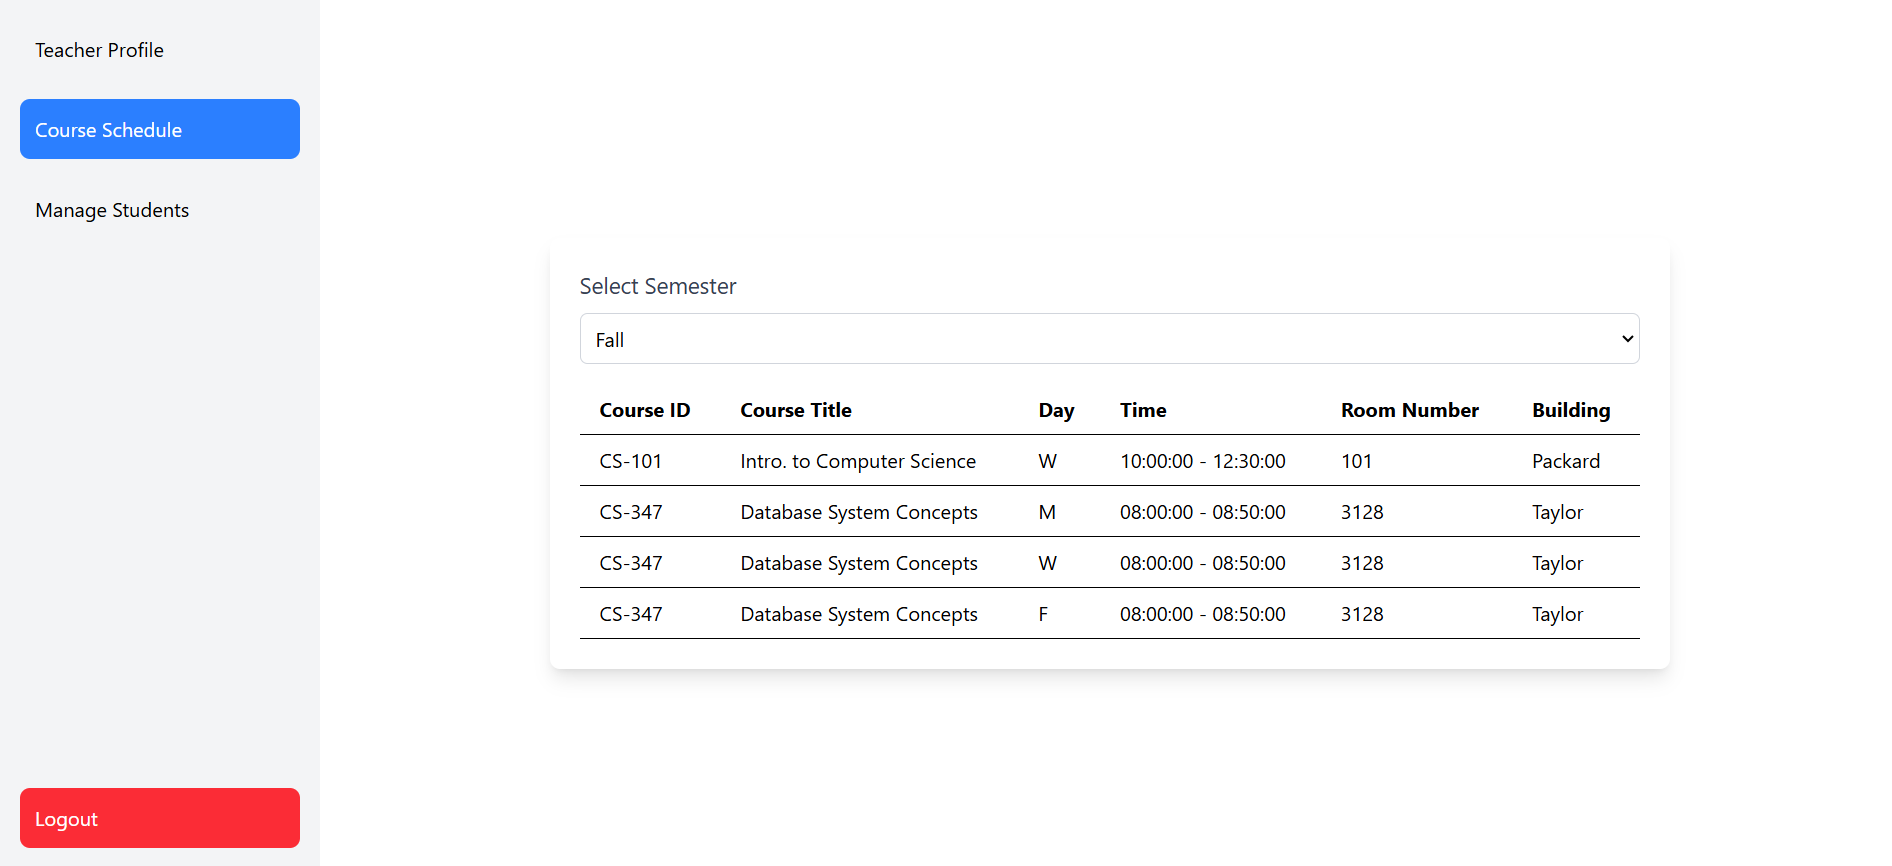 Teacher Profile
Course Schedule
Manage Students
Logout
Select Semester
Fall
Course ID Course Title Day Time Room Number Building
CS-101 Intro. to Computer Science W 10:00:00 - 12:30:00 101 Packard
CS-347 Database System Concepts M 08:00:00 - 08:50:00 3128 Taylor
CS-347 Database System Concepts W 08:00:00 - 08:50:00 3128 Taylor
CS-347 Database System Concepts F 08:00:00 - 08:50:00 3128 Taylor